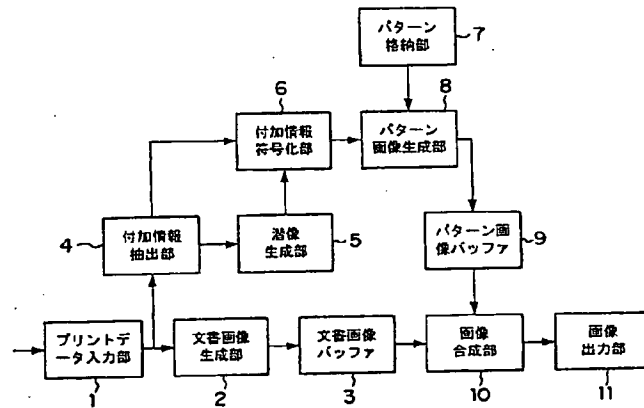 パターン
格納部
7
6
8
付加情報
符号化部
パターン
画像生成部
4
付加情報
抽出部
潜像
生成部
5
パターン画
像バッファ
9
プリントデ
ータ入力部
文書画像
生成部
文書画像
バッファ
画像
合成部
画像
出力部
1
2
3
10
11